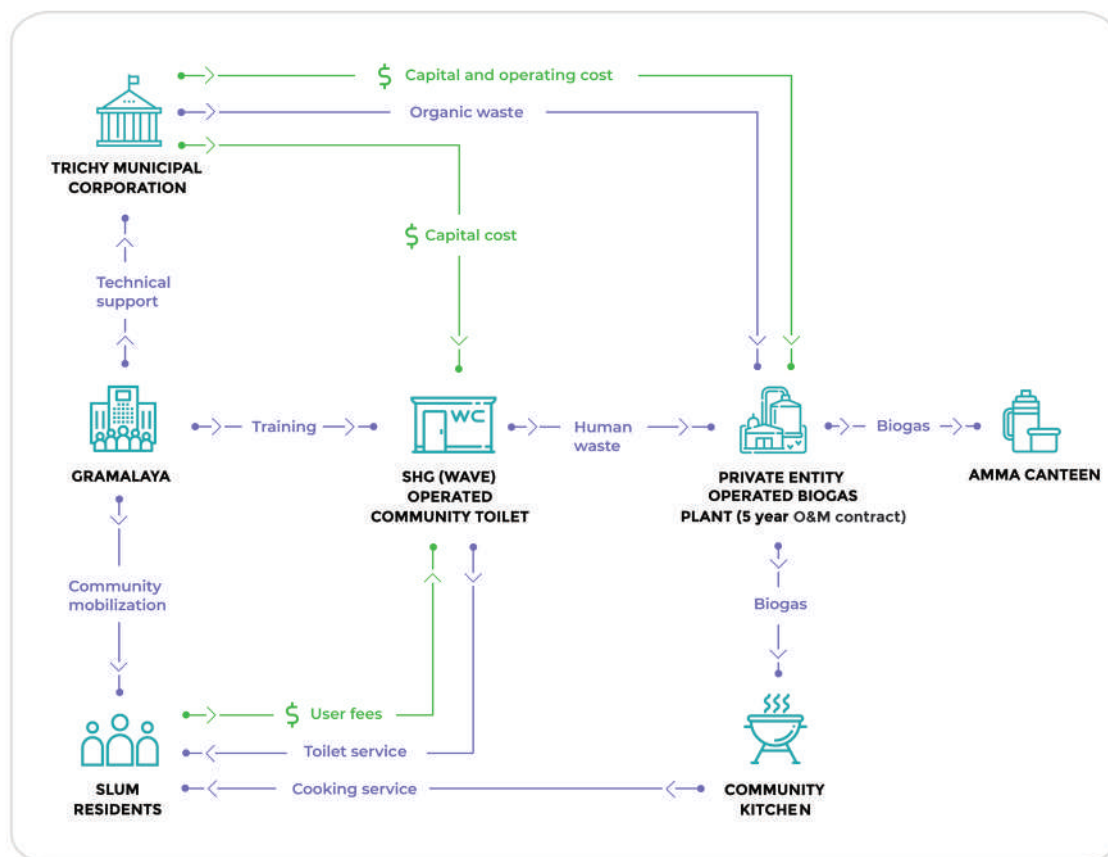 $ Capital and operating cost
Organic waste
TRICHY MUNICIPAL
CORPORATION
$ Capital cost
Technical
support
WC
Training
Human
waste
Biogas
GRAMALAYA
SHG (WAVE)
OPERATED
COMMUNITY TOILET
PRIVATE ENTITY
OPERATED BIOGAS
PLANT (5 year O&M contract)
AMMA CANTEEN
Community
mobilization
Biogas
$ User fees
Toilet service
Cooking service
SLUM
RESIDENTS
COMMUNITY
KITCHEN